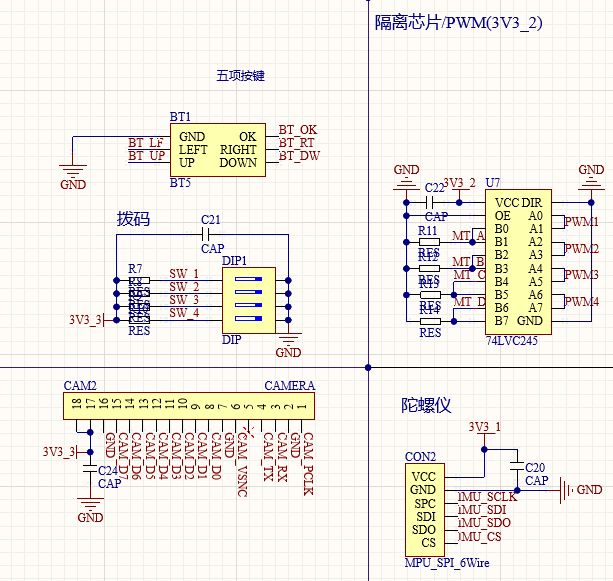 隔离芯片/PWM(3V3_2)
五项按键
BT1
GND
OK
BT_OK
BT_LF
LEFT
RIGHT
BT_RT
BT_UP
UP
DOWN
BT_DW
BT5
GND
拨码
C21
CAP
R7
SW_1
DIP1
SW_2
RES
SW_3
RES
3V3_3
SW_4
RES
DIP
GND
GND
GND
C22
3V3_2
U7
CAP
VCC
DIR
OE
A0
R11
B0
A1
PWM1
MT_A
B1
A2
RES
B2
A3
PWM2
R12
MT_B
B3
A4
RES
MT_C
B4
A5
PWM3
R13
B5
A6
RES
MT_D
B6
A7
PWM4
R14
B7
GND
RES
74LVC245
CAM2
CAMERA
18
17
16
15
14
13
12
11
10
9
8
7
6
5
4
3
2
1
3V3_3
C24
CAP
GND
GND
CAM_D7
CAM_D6
CAM_D5
CAM_D4
CAM_D3
CAM_D2
CAM_D1
CAM_D0
GND
CAM_VSNC
CAM_TX
CAM_RX
GND
CAM_PCLK
陀螺仪
3V3_1
CON2
C20
CAP
VCC
GND
GND
SPC
IMU_SCLK
SDI
IMU_SDI
SDO
IMU_SDO
CS
IMU_CS
MPU_SPI_6Wire